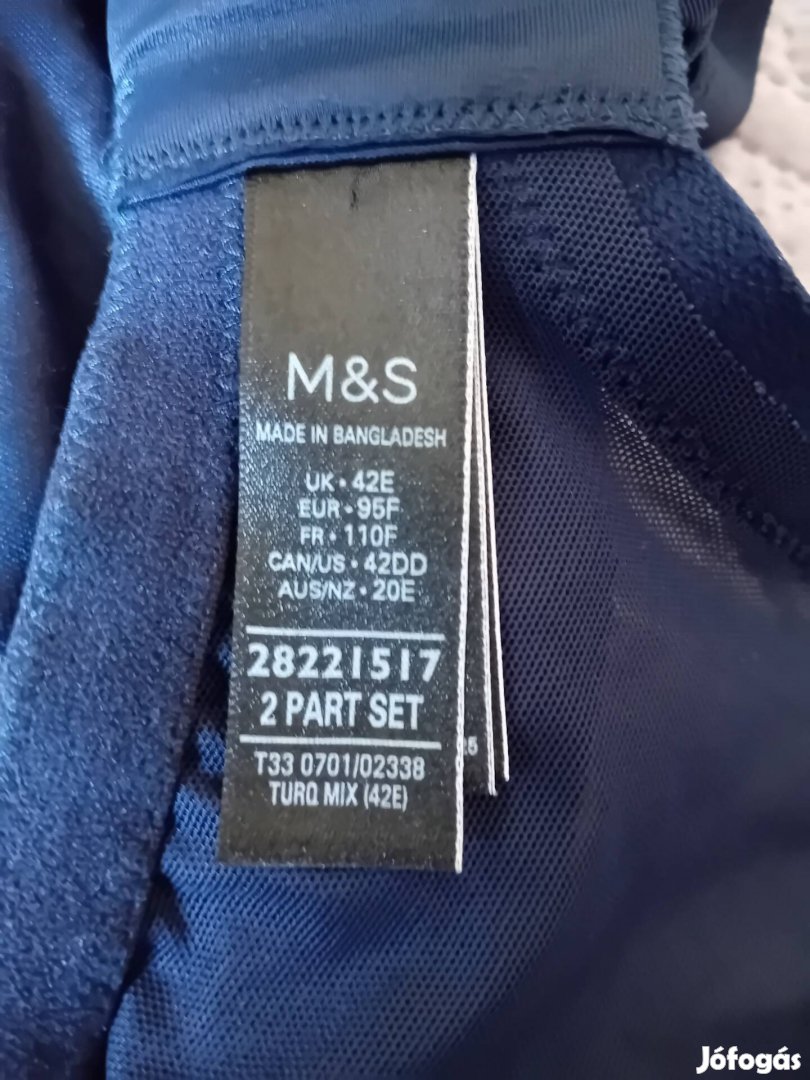 M&S
MADE IN BANGLADESH
UK • 42E
EUR • 95F
FR • 110F
CAN/US • 42DD
AUS/NZ • 20E
28221517
2 PART SET
T33 0701/02338
TURQ MIX (42E)
25
Jófogás